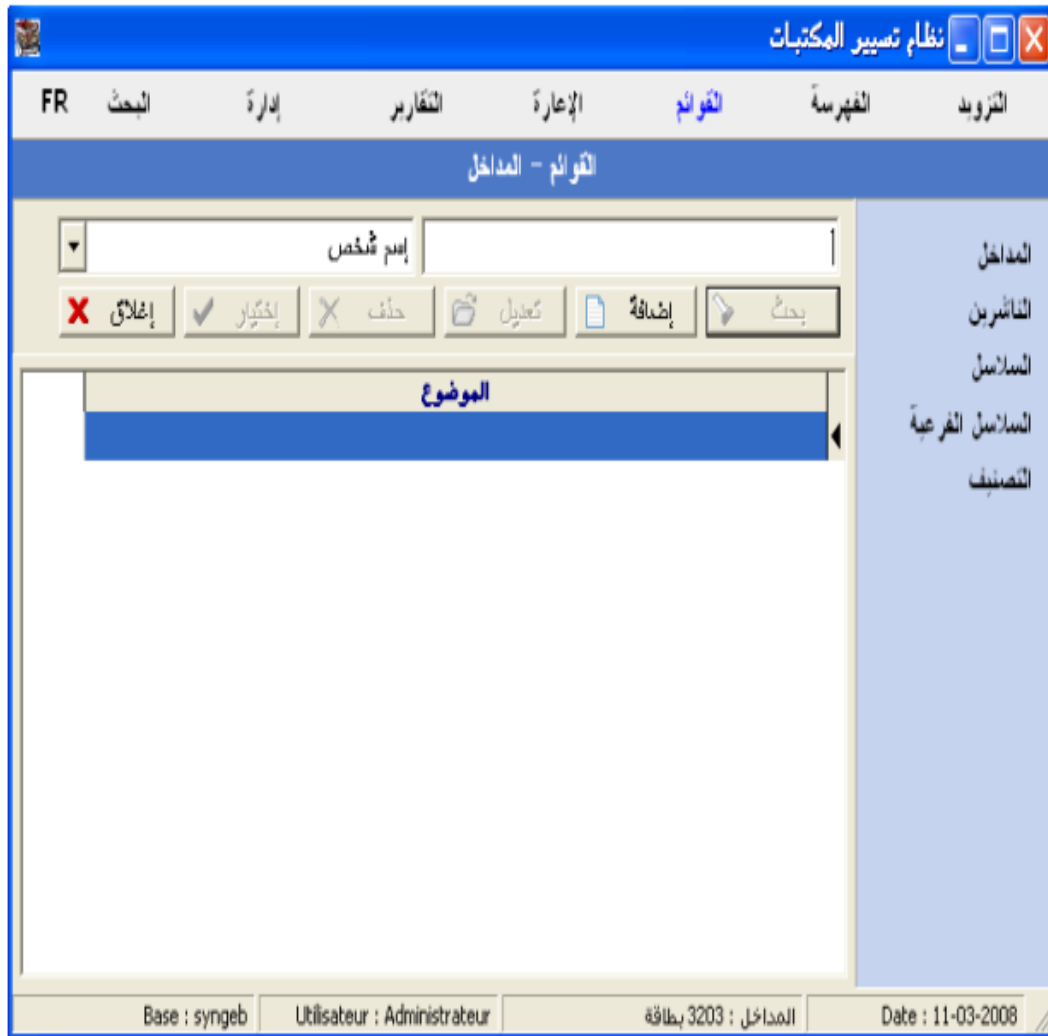 نظام تسيير المكتبات
التزويد الفهرسة القوائم الإعارة التقارير إدارة البحث FR
القوائم - المداخل
المداخل
الناشرين
السلاسل
السلاسل الفرعية
التصنيف
إسم شخص
بحث إضافة تعديل حذف إختيار إغلاق
الموضوع
Date : 11-03-2008 المداخل : 3203 بطاقة Utilisateur : Administrateur Base : syngeb